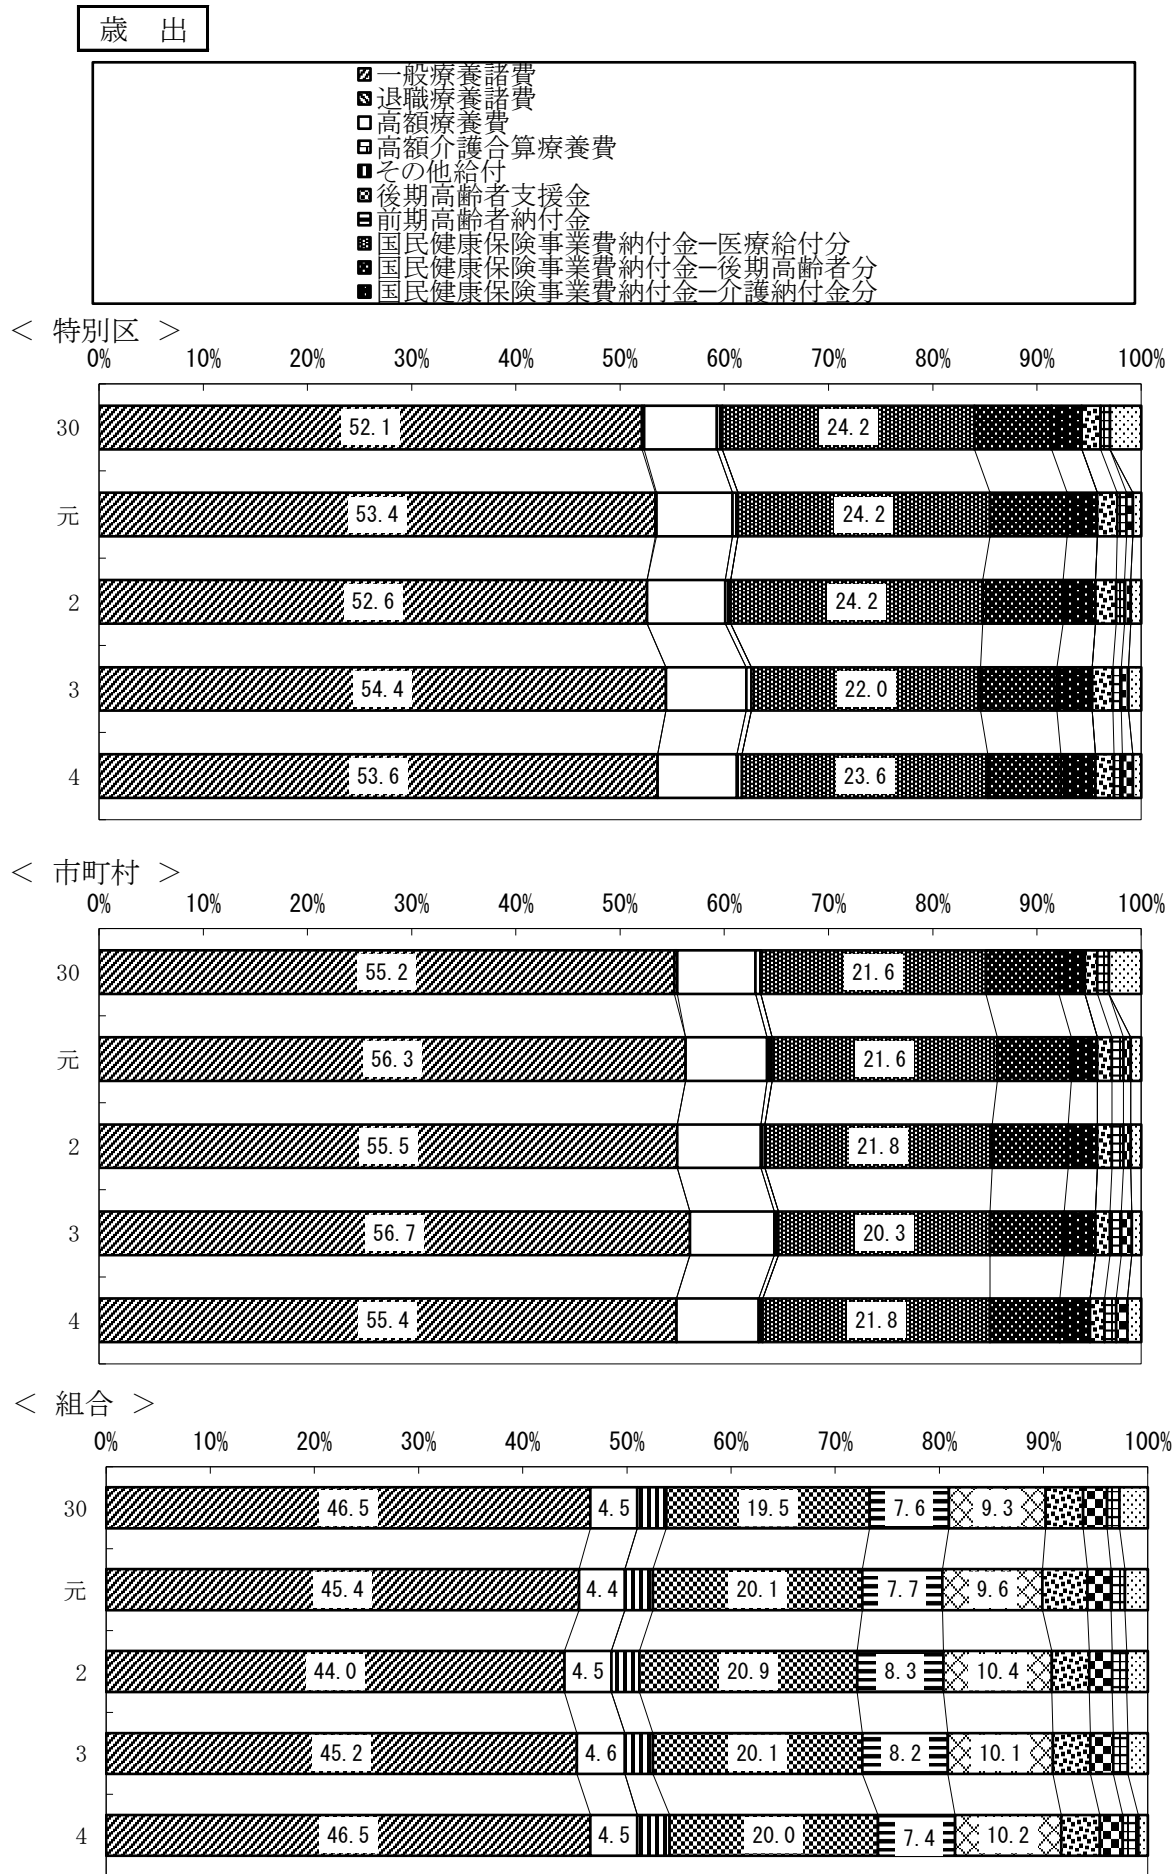 歳　出
一般療養諸費
退職療養諸費
高額療養費
高額介護合算療養費
その他給付
後期高齢者支援金
前期高齢者納付金
国民健康保険事業費納付金−医療給付分
国民健康保険事業費納付金−後期高齢者分
国民健康保険事業費納付金−介護納付金分
＜ 特別区 ＞
0% 10% 20% 30% 40% 50% 60% 70% 80% 90% 100%
30 52.1 24.2
元 53.4 24.2
2 52.6 24.2
3 54.4 22.0
4 53.6 23.6
＜ 市町村 ＞
0% 10% 20% 30% 40% 50% 60% 70% 80% 90% 100%
30 55.2 21.6
元 56.3 21.6
2 55.5 21.8
3 56.7 20.3
4 55.4 21.8
＜ 組合 ＞
0% 10% 20% 30% 40% 50% 60% 70% 80% 90% 100%
30 46.5 4.5 19.5 7.6 9.3
元 45.4 4.4 20.1 7.7 9.6
2 44.0 4.5 20.9 8.3 10.4
3 45.2 4.6 20.1 8.2 10.1
4 46.5 4.5 20.0 7.4 10.2